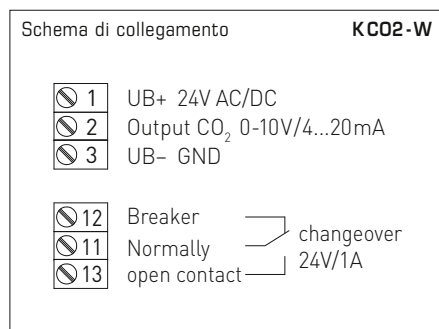 Schema di collegamento KCO2-W
1 UB+ 24V AC/DC
2 Output CO2 0-10V/4...20mA
3 UB– GND
12 Breaker
11 Normally
13 open contact
changeover
24V/1A